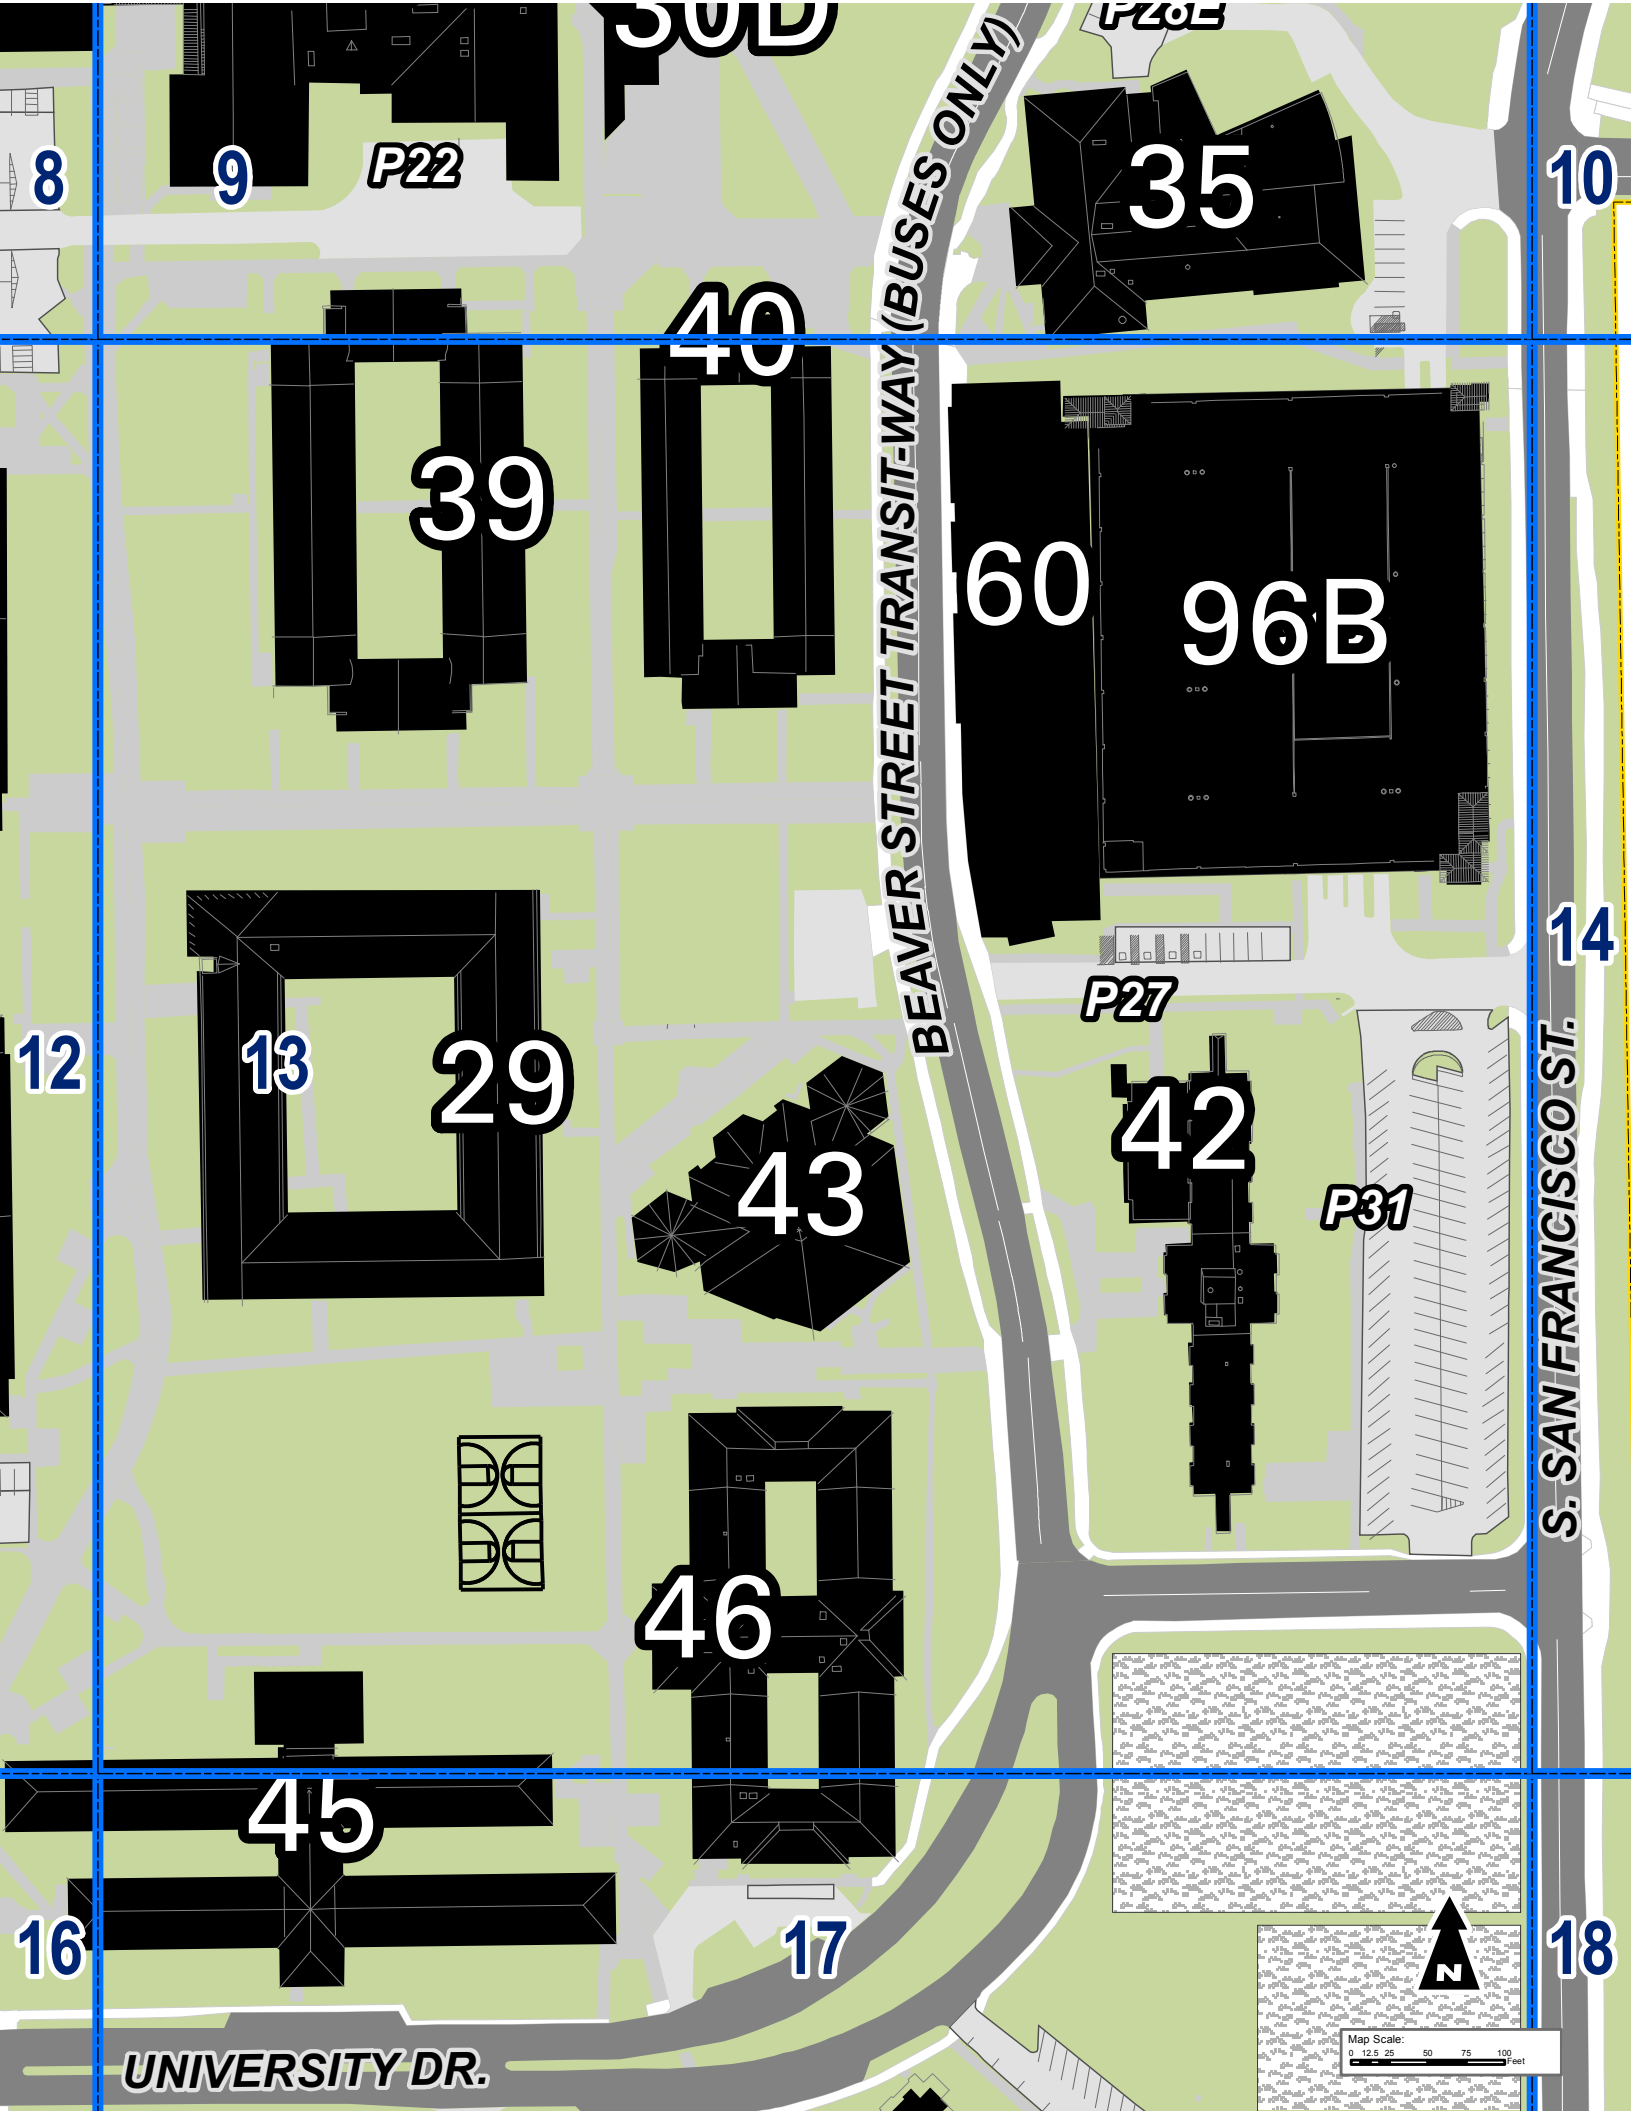 30D
P28E
8
9
P22
35
10
40
39
BEAVER STREET TRANSIT-WAY (BUSES ONLY)
60
96B
14
P27
12
13
29
42
43
P31
S. SAN FRANCISCO ST.
46
45
16
17
18
N
Map Scale:
0 12.5 25 50 75 100
Feet
UNIVERSITY DR.